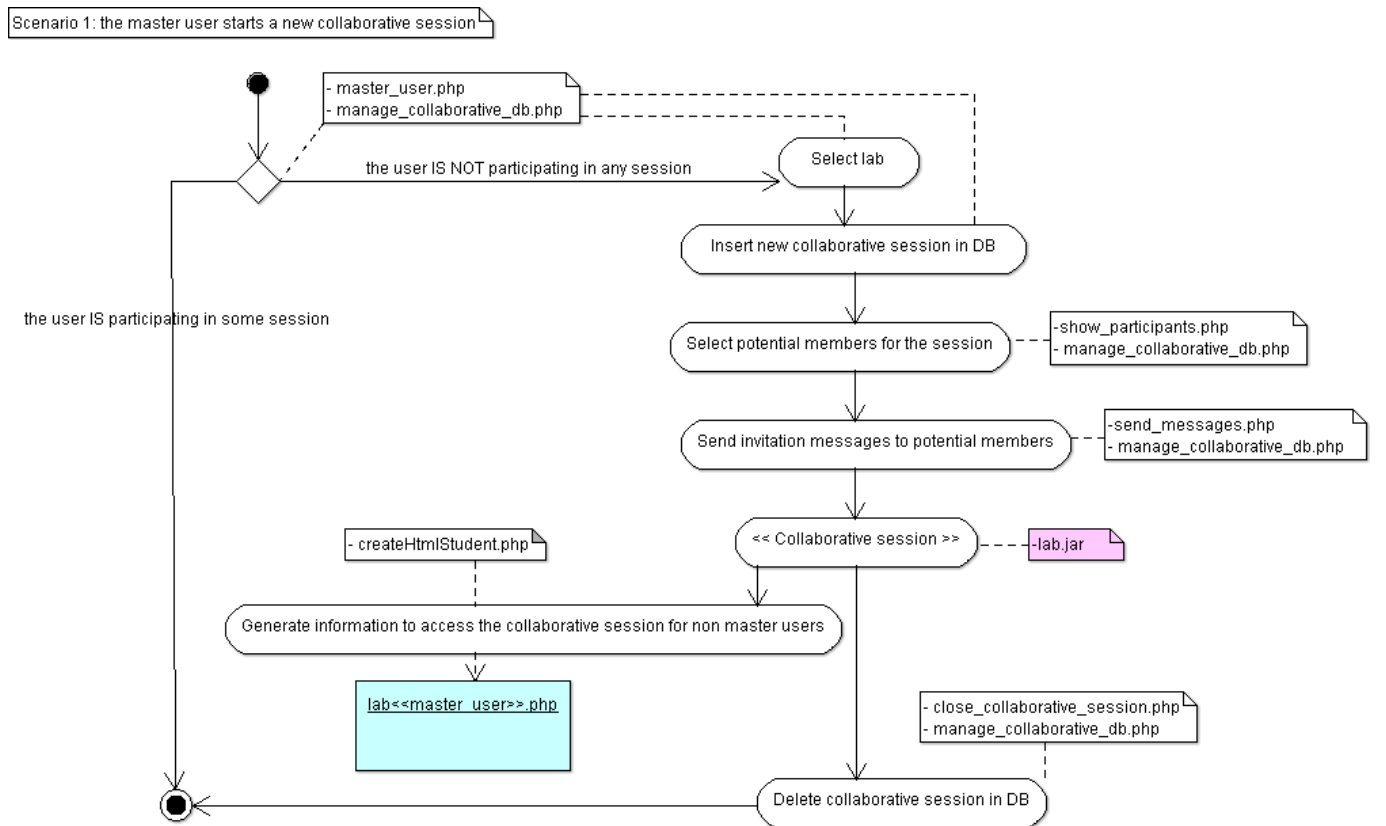 Scenario 1: the master user starts a new collaborative session
- master_user.php
- manage_collaborative_db.php
Select lab
the user IS NOT participating in any session
Insert new collaborative session in DB
the user IS participating in some session
-show_participants.php
- manage_collaborative_db.php
Select potential members for the session
-send_messages.php
- manage_collaborative_db.php
Send invitation messages to potential members
- createHtmlStudent.php
<< Collaborative session >>
-lab.jar
Generate information to access the collaborative session for non master users
lab<<master_user>>.php
- close_collaborative_session.php
- manage_collaborative_db.php
Delete collaborative session in DB